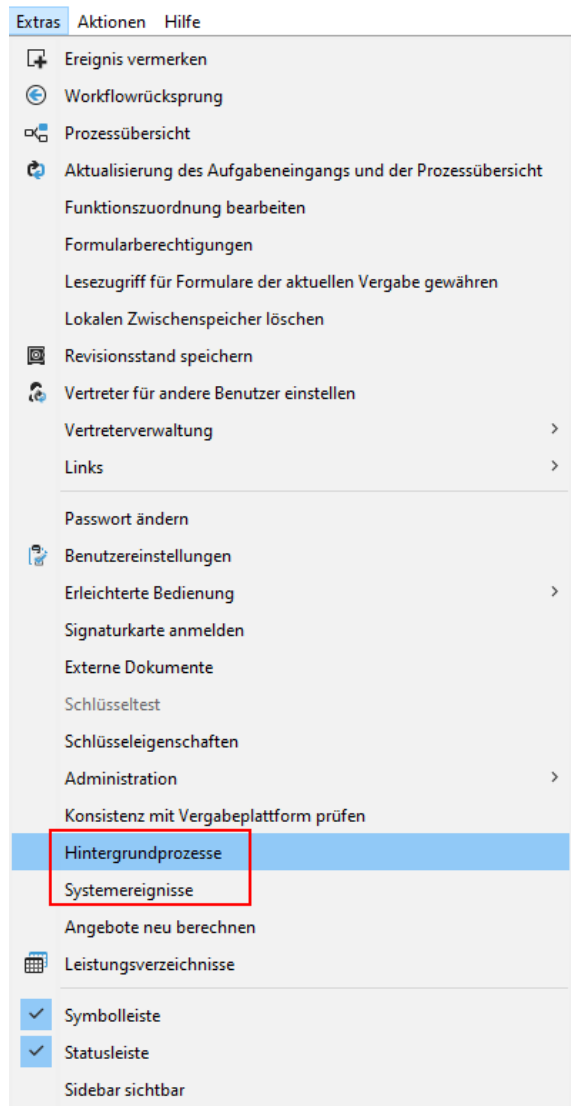 Extras Aktionen Hilfe
Ereignis vermerken
Workflowrücksprung
Prozessübersicht
Aktualisierung des Aufgabeneingangs und der Prozessübersicht
Funktionszuordnung bearbeiten
Formularberechtigungen
Lesezugriff für Formulare der aktuellen Vergabe gewähren
Lokalen Zwischenspeicher löschen
Revisionsstand speichern
Vertreter für andere Benutzer einstellen
Vertreterverwaltung
Links
Passwort ändern
Benutzereinstellungen
Erleichterte Bedienung
Signaturkarte anmelden
Externe Dokumente
Schlüsseltest
Schlüsseleigenschaften
Administration
Konsistenz mit Vergabeplattform prüfen
Hintergrundprozesse
Systemereignisse
Angebote neu berechnen
Leistungsverzeichnisse
Symbolleiste
Statusleiste
Sidebar sichtbar